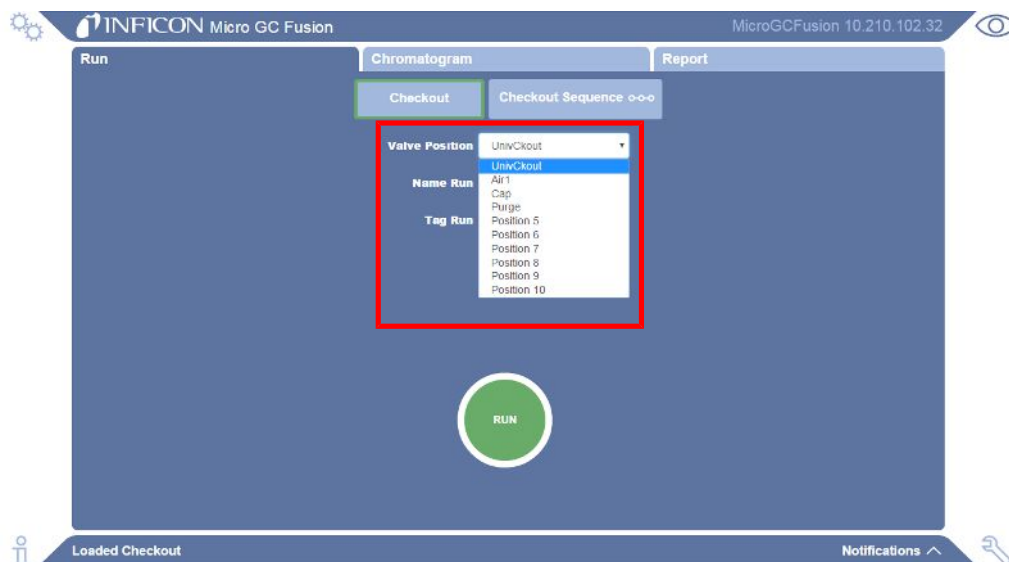 INFICON Micro GC Fusion
MicroGCFusion 10.210.102.32
Run
Chromatogram
Report
Checkout
Checkout Sequence
Valve Position
UnivCkout
UnivCkout
Air1
Cap
Purge
Position 5
Position 6
Position 7
Position 8
Position 9
Position 10
Name Run
Tag Run
RUN
Loaded Checkout
Notifications